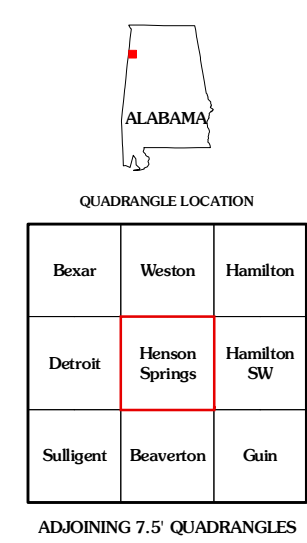 ALABAMA
QUADRANGLE LOCATION
Bexar Weston Hamilton
Detroit Henson Springs Hamilton SW
Sulligent Beaverton Guin
ADJOINING 7.5' QUADRANGLES